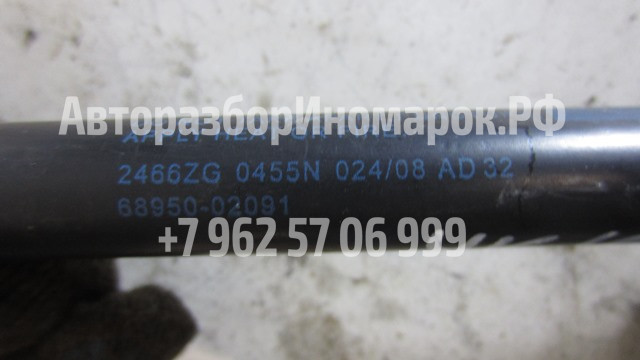 АвторазборИномарок.РФ
2466ZG 0455N 024/08 AD 32
68950-02091
+7 962 57 06 999